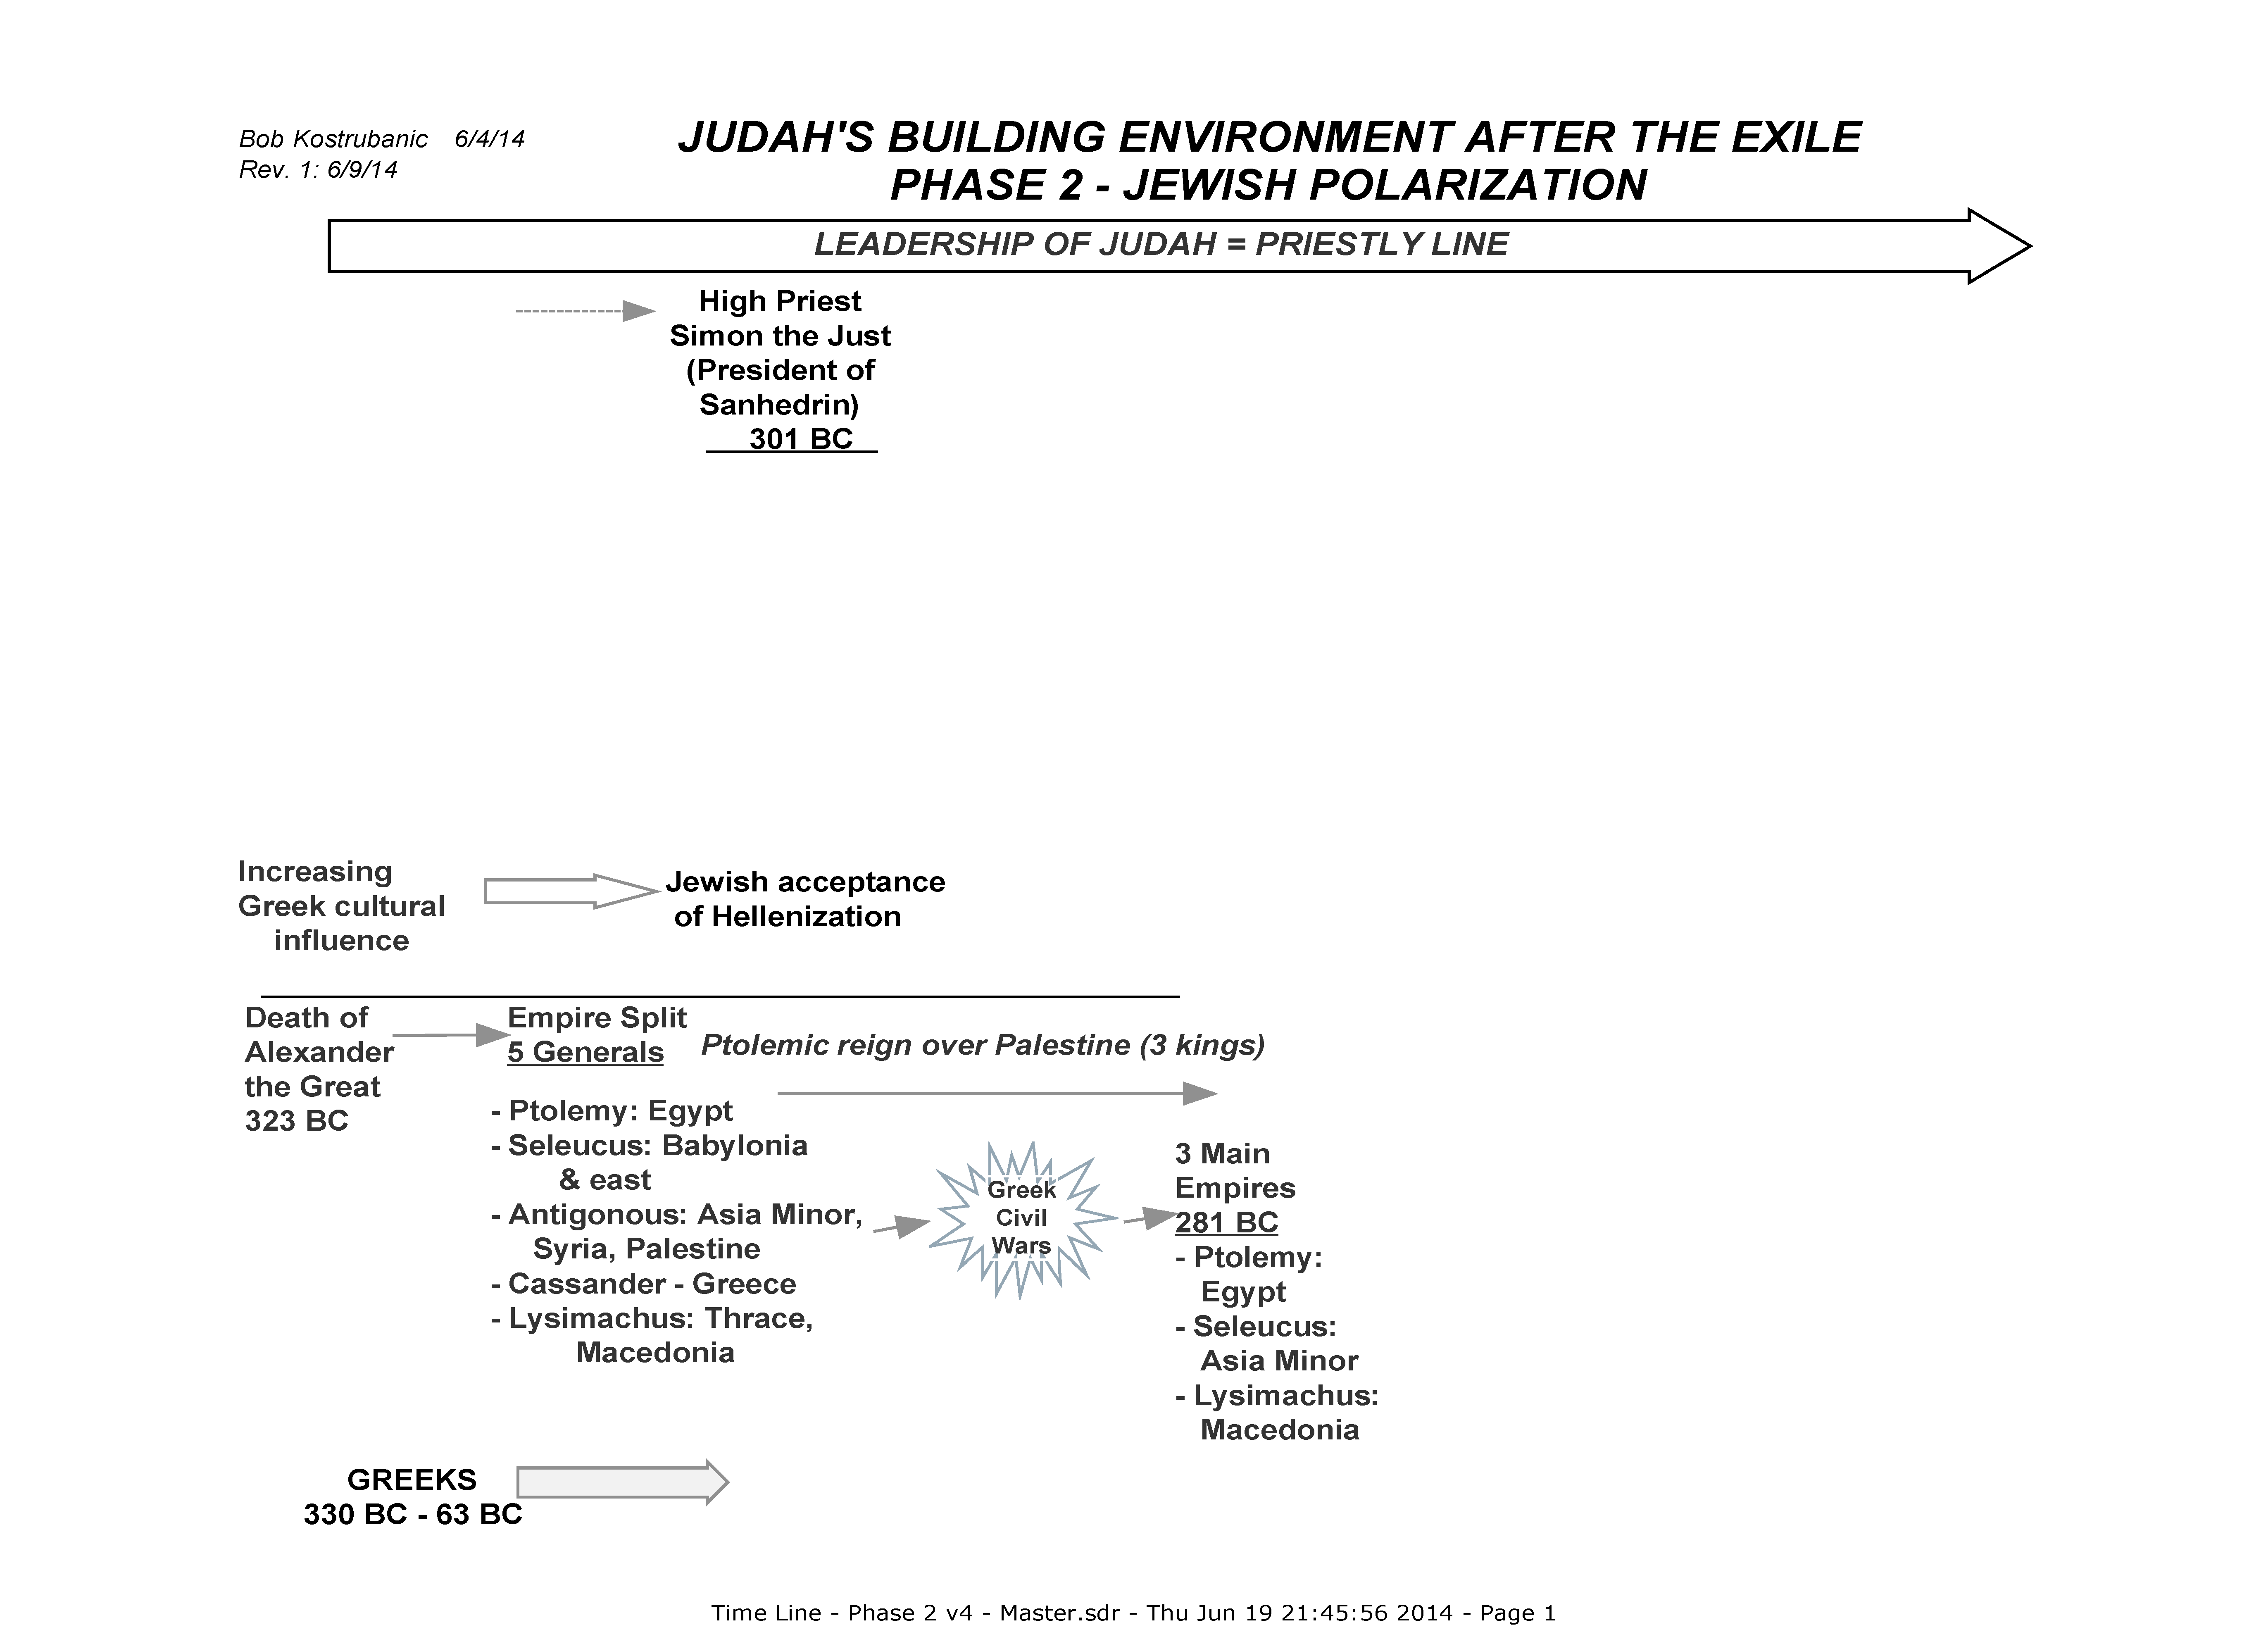 Bob Kostrubanic 6/4/14
Rev. 1: 6/9/14
JUDAH'S BUILDING ENVIRONMENT AFTER THE EXILE
PHASE 2 - JEWISH POLARIZATION
LEADERSHIP OF JUDAH = PRIESTLY LINE
High Priest
Simon the Just
(President of
Sanhedrin)
301 BC
Increasing
Greek cultural
influence
Jewish acceptance
of Hellenization
Death of
Alexander
the Great
323 BC
Empire Split
5 Generals
Ptolemic reign over Palestine (3 kings)
- Ptolemy: Egypt
- Seleucus: Babylonia
& east
- Antigonous: Asia Minor,
Syria, Palestine
- Cassander - Greece
- Lysimachus: Thrace,
Macedonia
Greek
Civil
Wars
3 Main
Empires
281 BC
- Ptolemy:
Egypt
- Seleucus:
Asia Minor
- Lysimachus:
Macedonia
GREEKS
330 BC - 63 BC
Time Line - Phase 2 v4 - Master.sdr - Thu Jun 19 21:45:56 2014 - Page 1